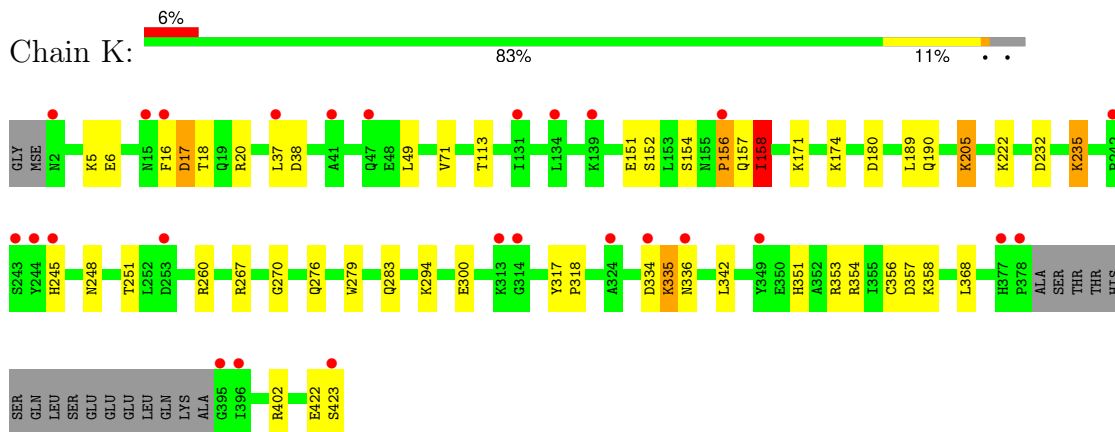 6%
Chain K:
83% 11% • •
GLY MSE N2 K5 E6 N15 F16 D17 T18 Q19 R20 L37 D38 A41 Q47 E48 L49 V71 T113 I131 L134 K139 E151 S152 L153 S154 N155 P156 Q157 I158 K171 K174 D180 L189 Q190 K205 K222 D232 K235
S243 Y244 H245 N248 T251 L252 D253 R260 R267 G270 Q276 W279 Q283 K294 E300 K313 G314 Y317 P318 A324 D334 K335 N336 L342 Y349 E350 H351 A352 R353 R354 I355 C356 D357 K358 L368 H377 P378 ALA SER THR THR HIS
SER GLN LEU SER GLU GLU GLU LEU GLN LYS ALA G395 I396 R402 E422 S423